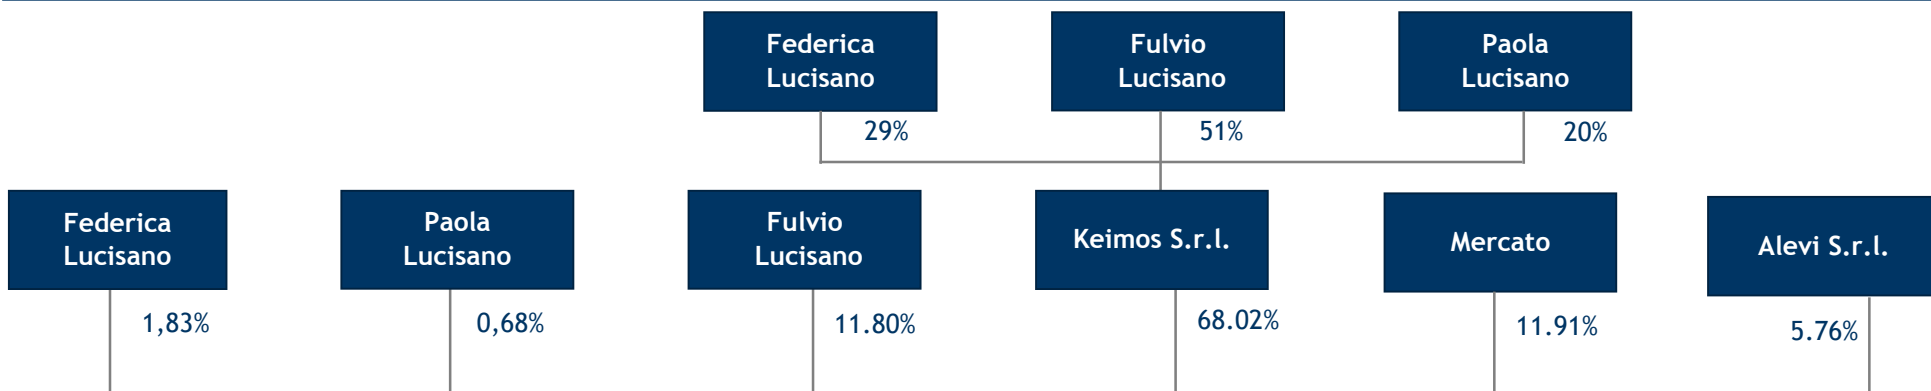 Federica
Lucisano
Fulvio
Lucisano
Paola
Lucisano
29%
51%
20%
Federica
Lucisano
Paola
Lucisano
Fulvio
Lucisano
Keimos S.r.l.
Mercato
Alevi S.r.l.
1,83%
0,68%
11.80%
68.02%
11.91%
5.76%